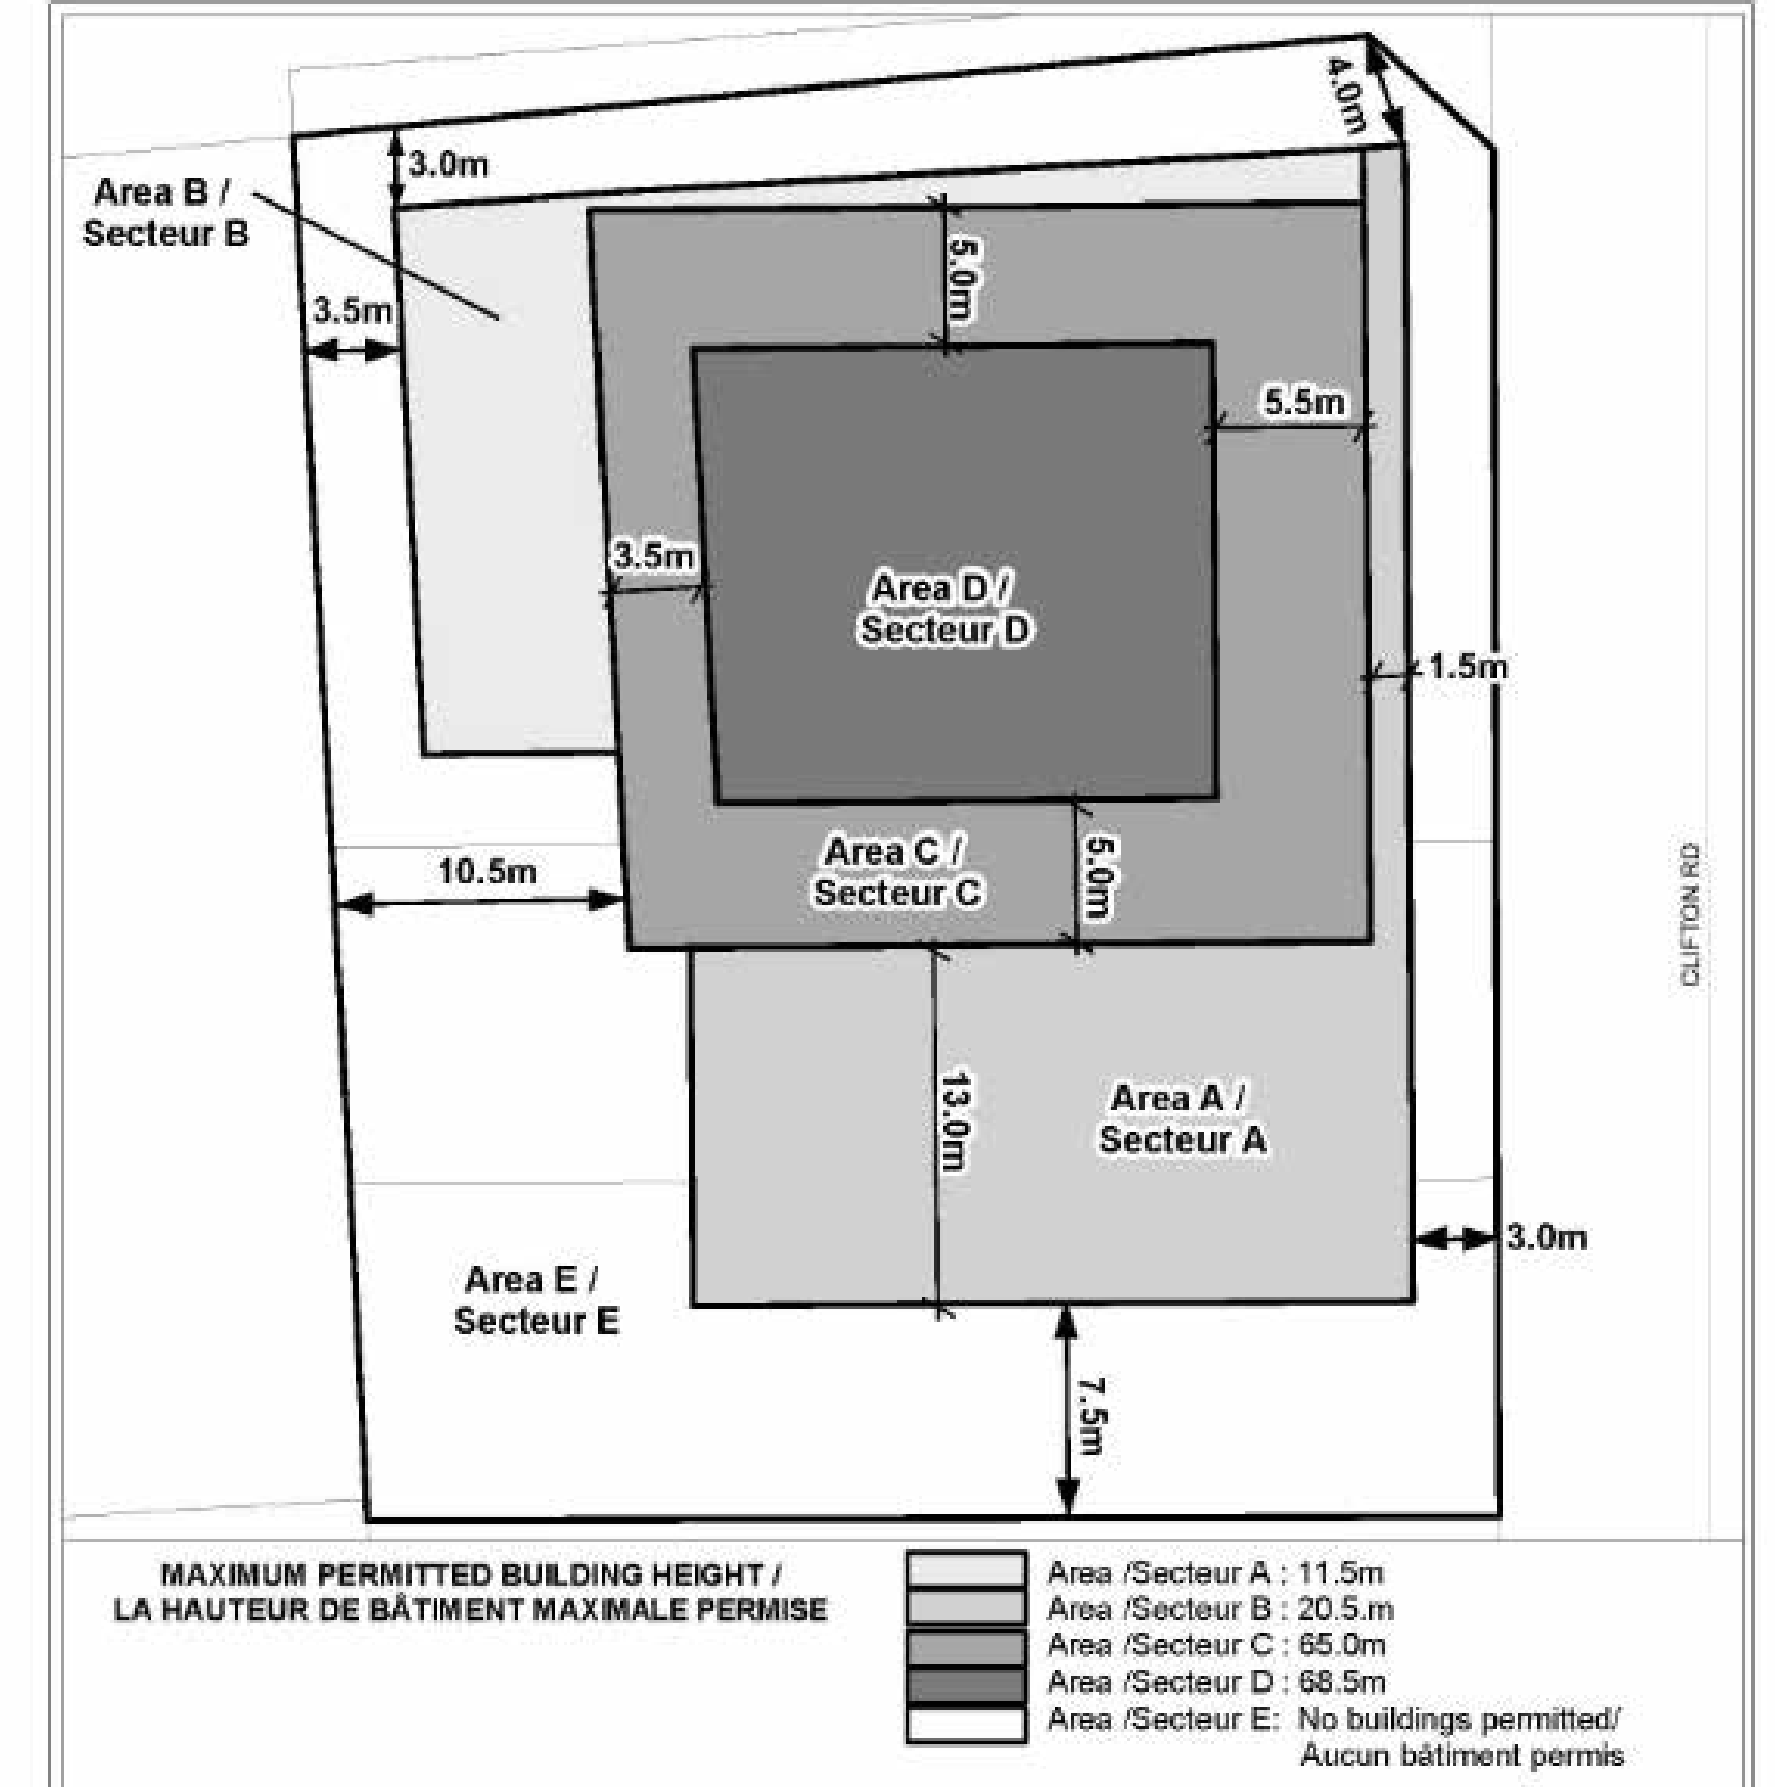 4.0m
3.0m
Area B /
Secteur B
5.0m
3.5m
5.5m
3.5m
Area D /
Secteur D
1.5m
Area C /
Secteur C
5.0m
10.5m
CLIFTON RD
13.0m
Area A /
Secteur A
3.0m
Area E /
Secteur E
7.5m
MAXIMUM PERMITTED BUILDING HEIGHT /
LA HAUTEUR DE BÂTIMENT MAXIMALE PERMISE
Area /Secteur A : 11.5m
Area /Secteur B : 20.5.m
Area /Secteur C : 65.0m
Area /Secteur D : 68.5m
Area /Secteur E: No buildings permitted/
Aucun bâtiment permis